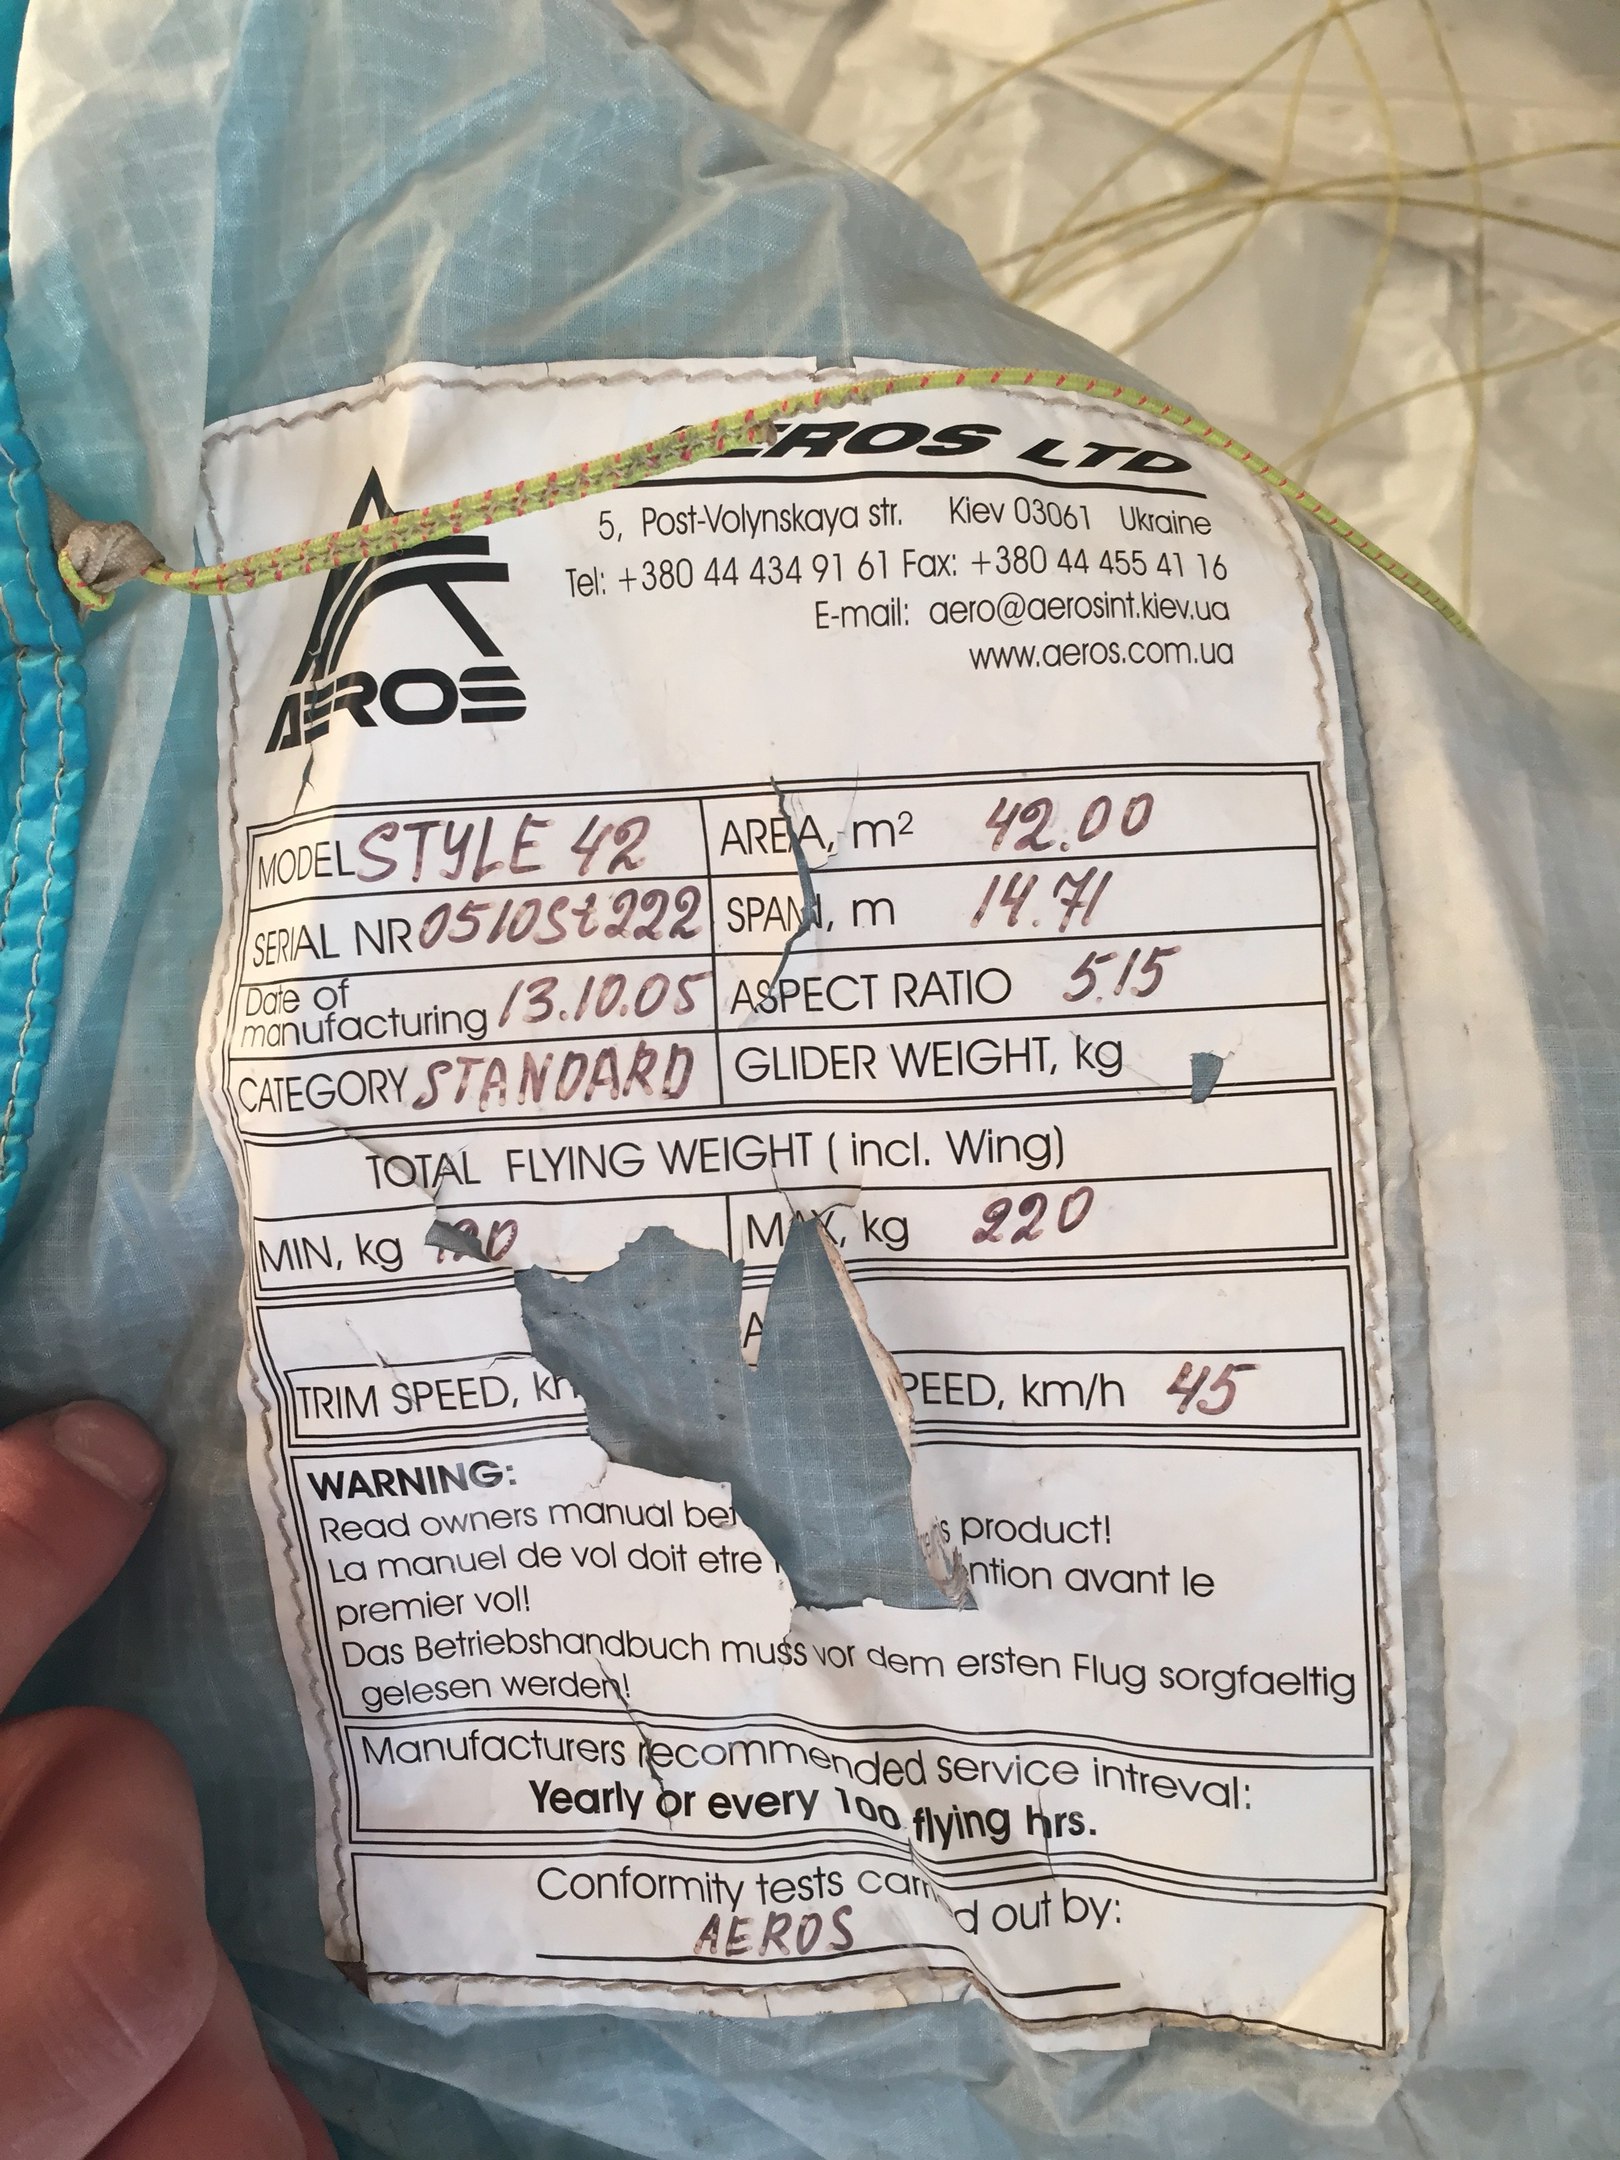 AEROS LTD
5, Post-Volynskaya str. Kiev 03061 Ukraine
Tel: +380 44 434 91 61 Fax: +380 44 455 41 16
E-mail: aero@aerosint.kiev.ua
www.aeros.com.ua
AEROS
MODEL STYLE 42 AREA, m² 42.00
SERIAL NR 0510St222 SPAN, m 14.71
Date of manufacturing 13.10.05 ASPECT RATIO 5.15
CATEGORY STANDARD GLIDER WEIGHT, kg
TOTAL FLYING WEIGHT ( incl. Wing)
MIN, kg MAX, kg 220
TRIM SPEED, km/h 45
WARNING:
Read owners manual product!
La manuel de vol doit etre avant le
premier vol!
Das Betriebshandbuch muss vor dem ersten Flug sorgfaeltig
gelesen werden!
Manufacturers recommended service intreval:
Yearly or every 100 flying hrs.
Conformity tests out by:
AEROS